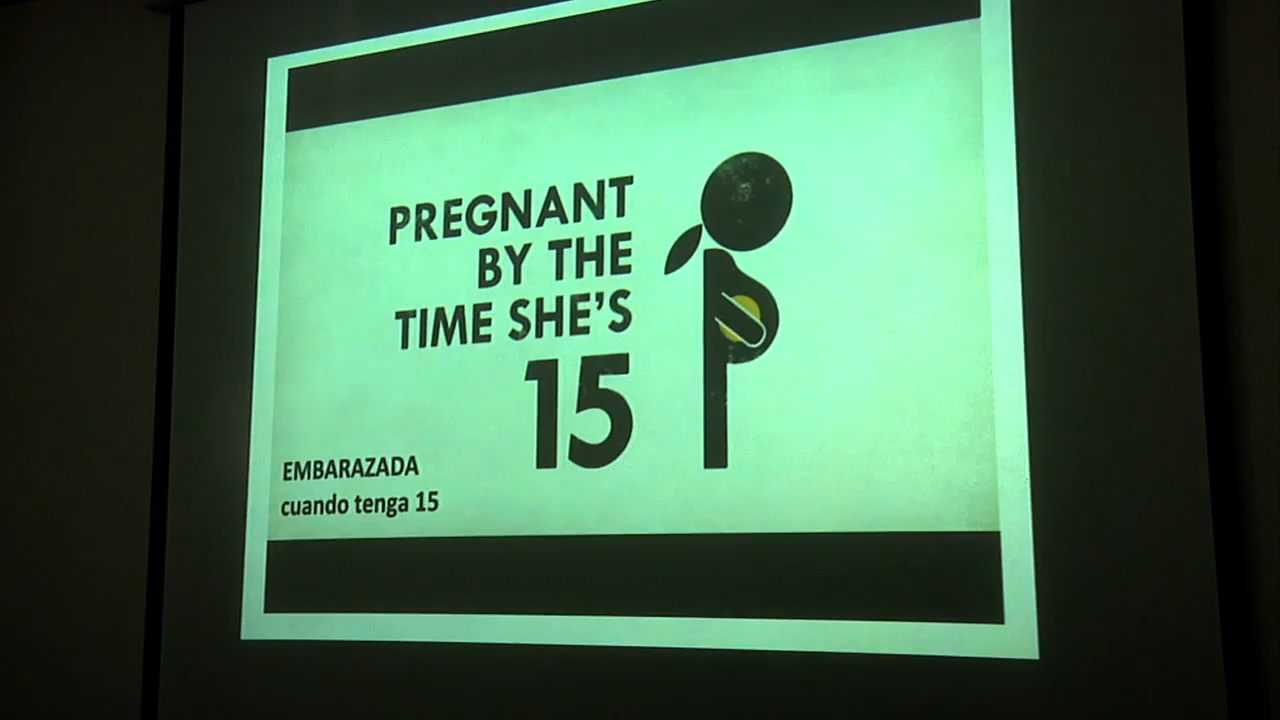 PREGNANT
BY THE
TIME SHE'S
15
EMBARAZADA
cuando tenga 15